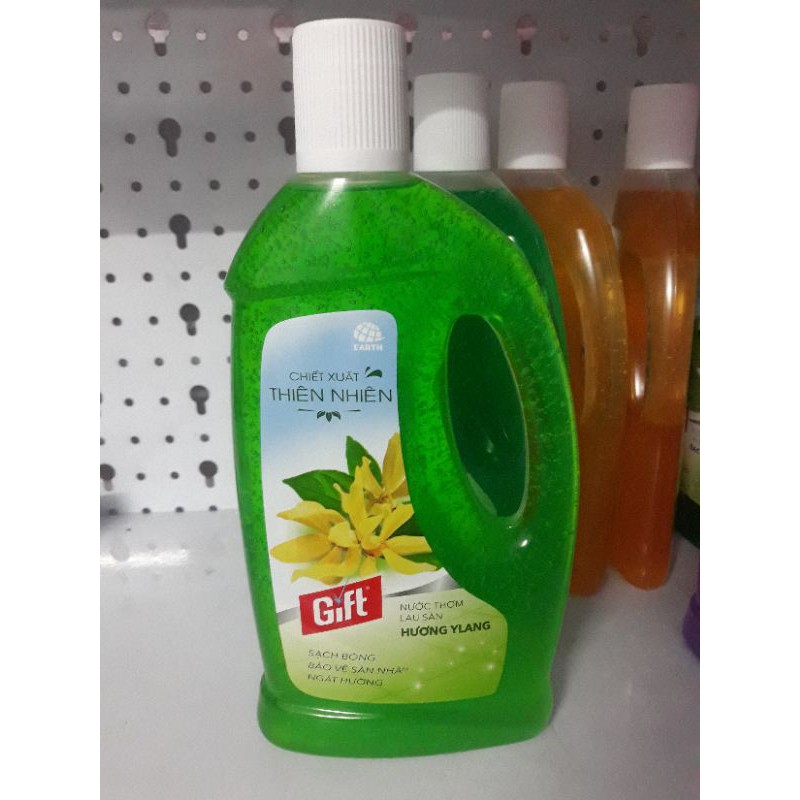 EARTH
CHIẾT XUẤT
THIÊN NHIÊN
Gift
NƯỚC THƠM
LAU SÀN
HƯƠNG YLANG
SẠCH BÓNG
BẢO VỆ SÀN NHÀ
NGÁT HƯƠNG